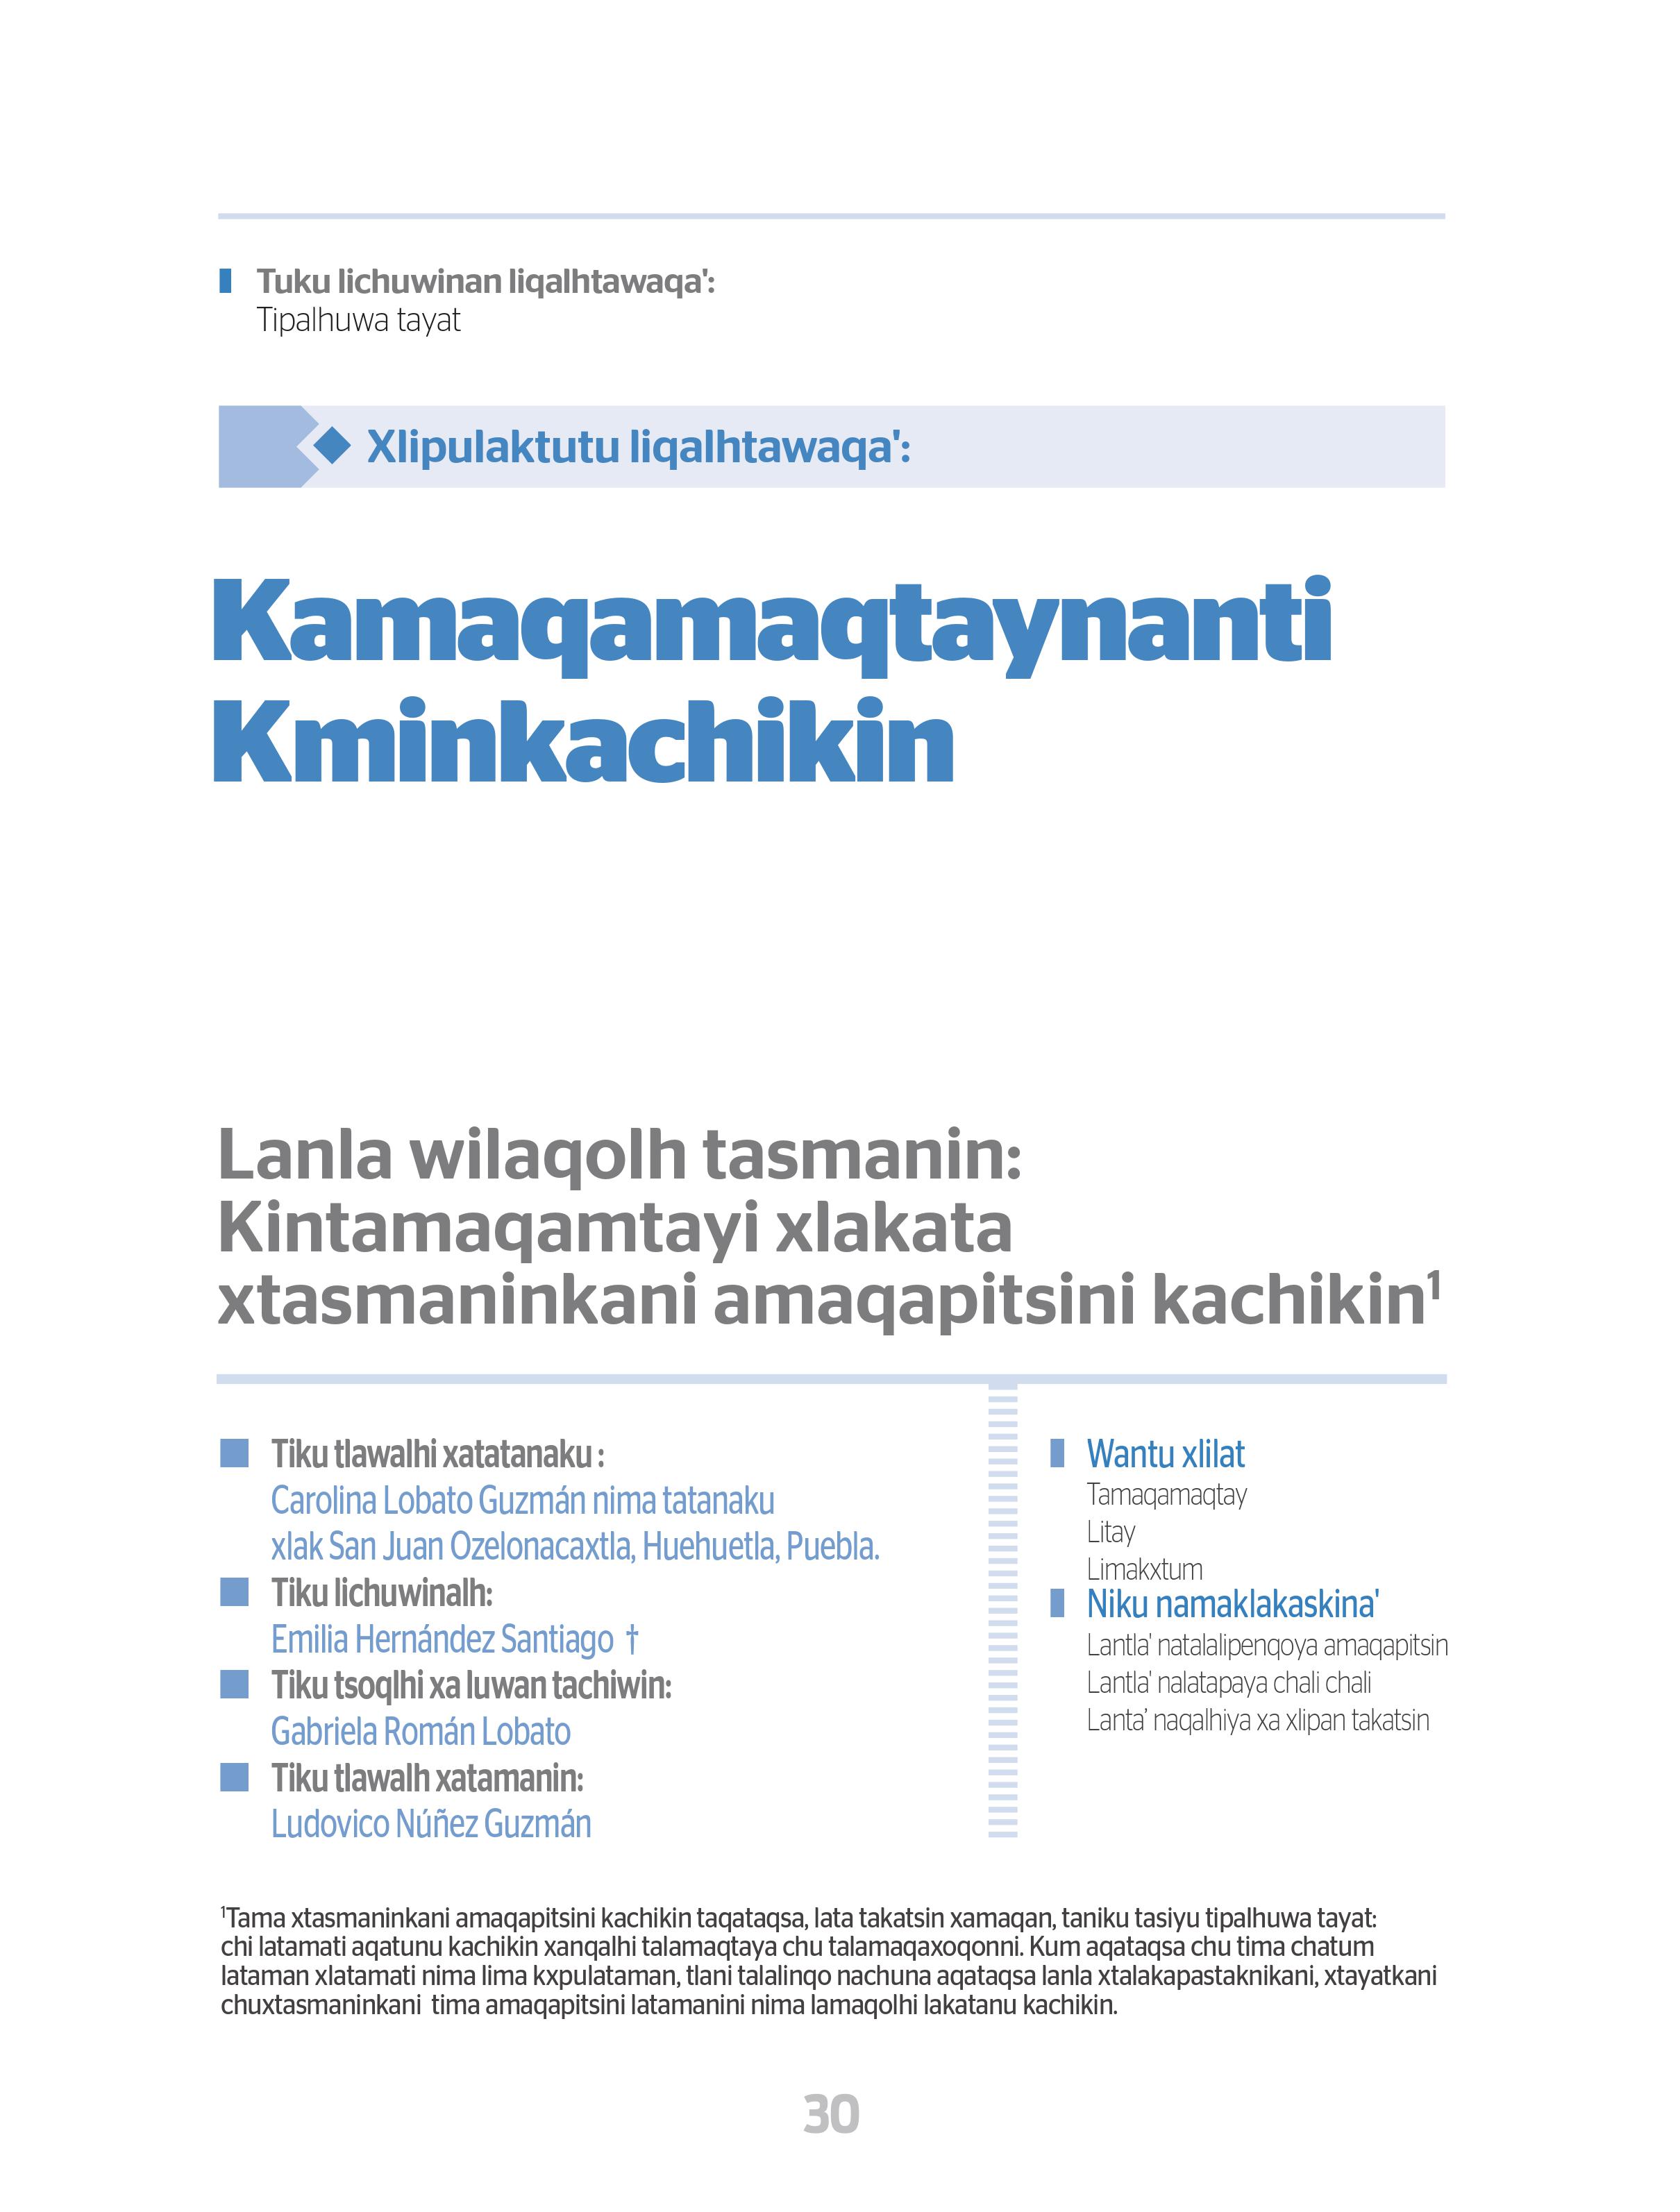 Tuku lichuwinan liqalhtawaqa':
Tipalhuwa tayat
Xlipulaktutu liqalhtawaqa':
Kamaqamaqtaynanti
Kminkachikin
Lanla wilaqolh tasmanin:
Kintamaqamtayi xlakata
xtasmaninkani amaqapitsini kachikin¹
Tiku tlawalhi xatatanaku :
Carolina Lobato Guzmán nima tatanaku
xlak San Juan Ozelonacaxtla, Huehuetla, Puebla.
Tiku lichuwinalh:
Emilia Hernández Santiago †
Tiku tsoqlhi xa luwan tachiwin:
Gabriela Román Lobato
Tiku tlawalh xatamanin:
Ludovico Núñez Guzmán
Wantu xlilat
Tamaqamaqtay
Litay
Limakxtum
Niku namaklakaskina'
Lantla' natalalipenqoya amaqapitsin
Lantla' nalatapaya chali chali
Lanta’ naqalhiya xa xlipan takatsin
¹Tama xtasmaninkani amaqapitsini kachikin taqataqsa, lata takatsin xamaqan, taniku tasiyu tipalhuwa tayat:
chi latamati aqatunu kachikin xanqalhi talamaqtaya chu talamaqaxoqonni. Kum aqataqsa chu tima chatum
lataman xlatamati nima lima kxpulataman, tlani talalinqo nachuna aqataqsa lanla xtalakapastaknikani, xtayatkani
chuxtasmaninkani tima amaqapitsini latamanini nima lamaqolhi lakatanu kachikin.
30